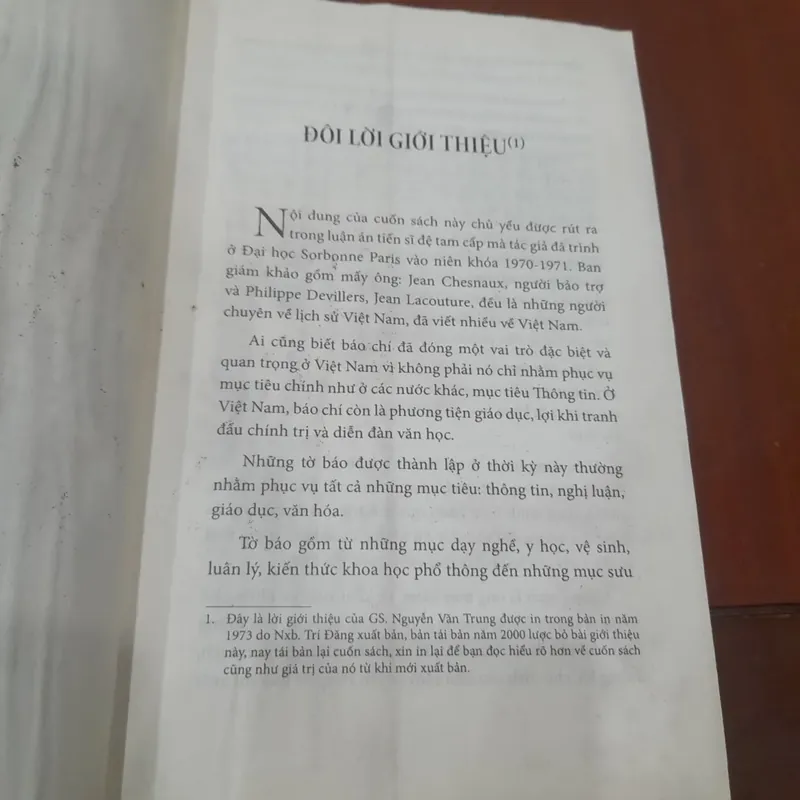 ĐÔI LỜI GIỚI THIỆU(1)
Nội dung của cuốn sách này chủ yếu được rút ra
trong luận án tiến sĩ đệ tam cấp mà tác giả đã trình
ở Đại học Sorbonne Paris vào niên khóa 1970-1971. Ban
giám khảo gồm mấy ông: Jean Chesnaux, người bảo trợ
và Philippe Devillers, Jean Lacouture, đều là những người
chuyên về lịch sử Việt Nam, đã viết nhiều về Việt Nam.
Ai cũng biết báo chí đã đóng một vai trò đặc biệt và
quan trọng ở Việt Nam vì không phải nó chỉ nhằm phục vụ
mục tiêu chính như ở các nước khác, mục tiêu Thông tin. Ở
Việt Nam, báo chí còn là phương tiện giáo dục, lợi khi tranh
đấu chính trị và diễn đàn văn học.
Những tờ báo được thành lập ở thời kỳ này thường
nhằm phục vụ tất cả những mục tiêu: thông tin, nghị luận,
giáo dục, văn hóa.
Tờ báo gồm từ những mục dạy nghề, y học, vệ sinh,
luân lý, kiến thức khoa học phổ thông đến những mục sưu
1. Đây là lời giới thiệu của GS. Nguyễn Văn Trung được in trong bản in năm
1973 do Nxb. Trí Đăng xuất bản, bản tái bản năm 2000 lược bỏ bài giới thiệu
này, nay tái bản lại cuốn sách, xin in lại để bạn đọc hiểu rõ hơn về cuốn sách
cũng như giá trị của nó từ khi mới xuất bản.